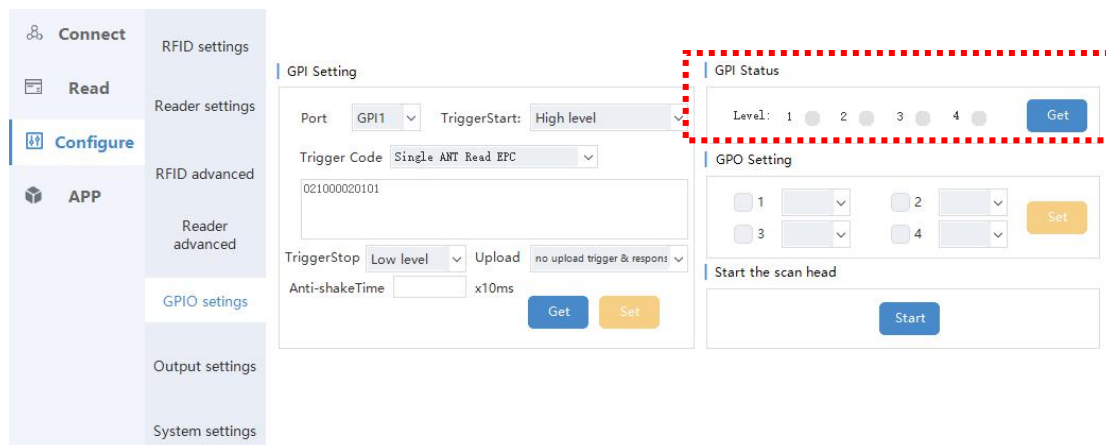 Connect
Read
Configure
APP
RFID settings
Reader settings
RFID advanced
Reader
advanced
GPIO setings
Output settings
System settings
GPI Setting
Port GPI1 TriggerStart: High level
Trigger Code Single ANT Read EPC
021000020101
TriggerStop Low level Upload no upload trigger & respons
Anti-shakeTime x10ms
Get Set
GPI Status
Level: 1 2 3 4 Get
GPO Setting
1 2
3 4
Set
Start the scan head
Start